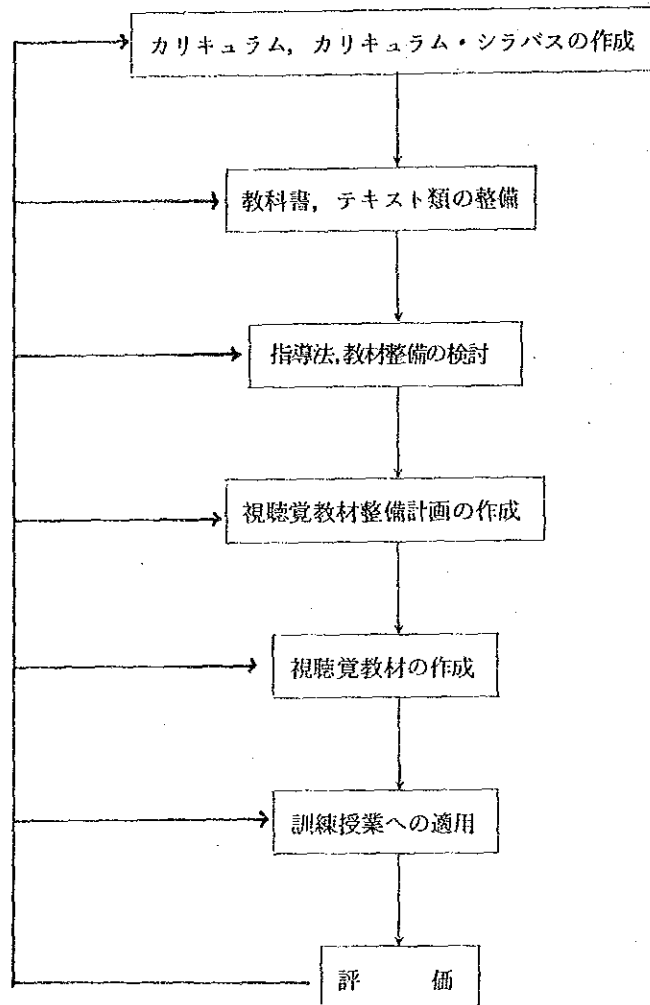 カリキュラム，カリキュラム・シラバスの作成
教科書，テキスト類の整備
指導法，教材整備の検討
視聴覚教材整備計画の作成
視聴覚教材の作成
訓練授業への適用
評　　価